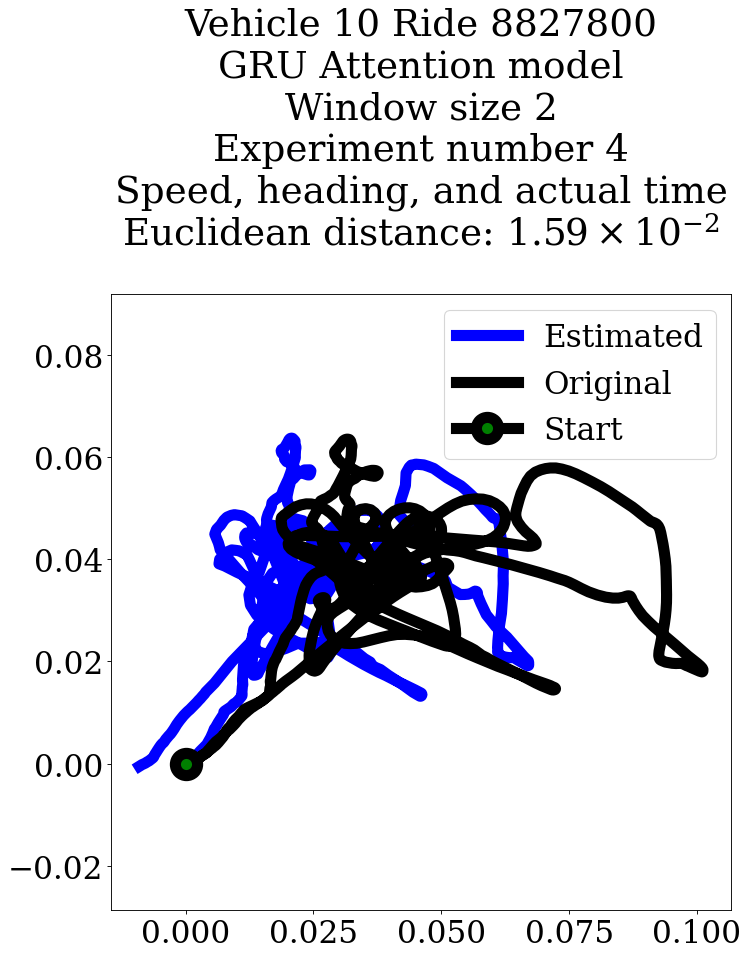 Vehicle 10 Ride 8827800
GRU Attention model
Window size 2
Experiment number 4
Speed, heading, and actual time
Euclidean distance: $1.59 \times 10^{-2}$
Estimated
Original
Start
0.08
0.06
0.04
0.02
0.00
−0.02
0.000 0.025 0.050 0.075 0.100